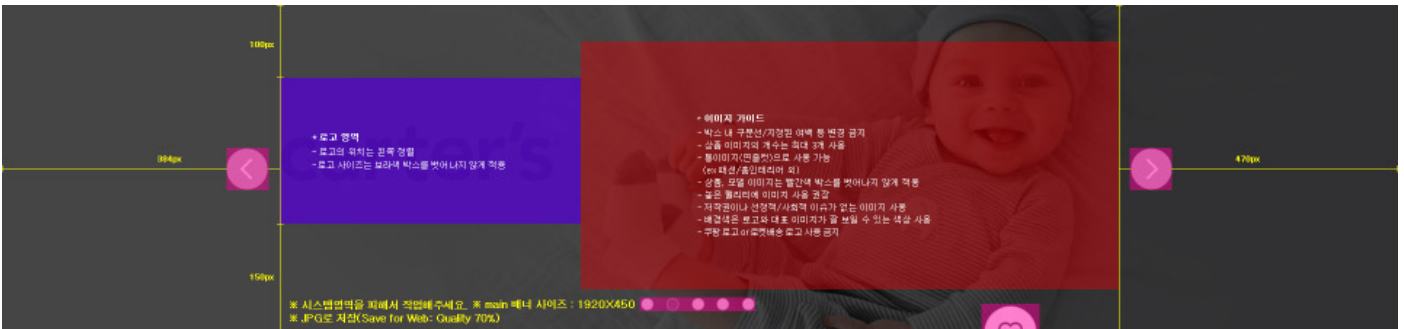 100px
+ 로고 영역
- 로고의 위치는 왼쪽 정렬
- 로고 사이즈는 보라색 박스를 벗어나지 않게 적용
carter's
384px
150px
+ 이미지 가이드
- 박스 내 구분선/지정된 여백 등 변경 금지
- 상품 이미지의 개수는 최대 3개 사용
- 통이미지(연출컷)으로 사용 가능
(ex 패션/홈인테리어 외)
- 상품, 모델 이미지는 빨간색 박스를 벗어나지 않게 적용
- 높은 퀄리티에 이미지 사용 권장
- 저작권이나 선정적/사회적 이슈가 없는 이미지 사용
- 배경색은 로고와 대표 이미지가 잘 보일 수 있는 색상 사용
- 쿠팡 로고 or 로켓배송 로고 사용 금지
470px
※ 시스템영역을 피해서 작업해주세요. ※ main 배너 사이즈 : 1920X450
※ JPG로 저장(Save for Web: Quality 70%)